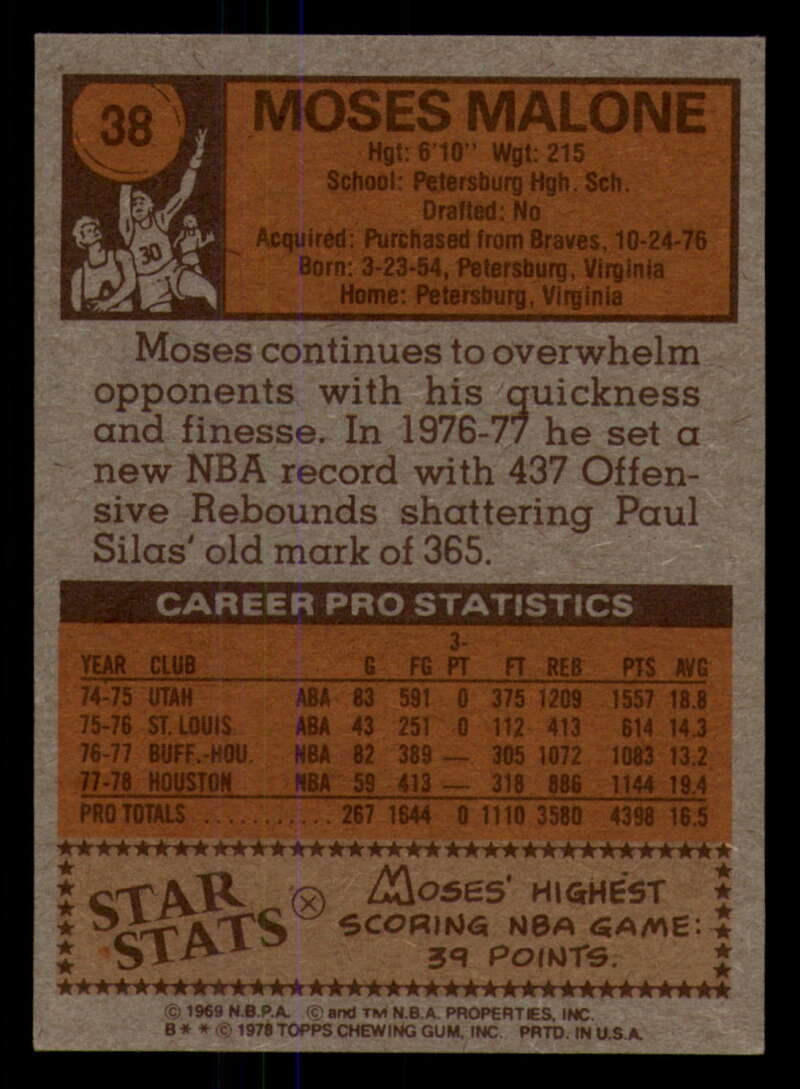 38
MOSES MALONE
Hgt: 6'10" Wgt: 215
School: Petersburg Hgh. Sch.
Drafted: No
Acquired: Purchased from Braves, 10-24-76
Born: 3-23-54, Petersburg, Virginia
Home: Petersburg, Virginia
30
Moses continues to overwhelm
opponents with his quickness
and finesse. In 1976-77 he set a
new NBA record with 437 Offen-
sive Rebounds shattering Paul
Silas' old mark of 365.
CAREER PRO STATISTICS
YEAR CLUB G FG 3-PT FT REB PTS AVG
74-75 UTAH ABA 83 591 0 375 1209 1557 18.8
75-76 ST. LOUIS ABA 43 251 0 112 413 614 14.3
76-77 BUFF.-HOU. NBA 82 389 — 305 1072 1083 13.2
77-78 HOUSTON NBA 59 413 — 318 886 1144 19.4
PRO TOTALS ........... 267 1644 0 1110 3580 4398 16.5
STAR
STATS
MOSES' HIGHEST
SCORING NBA GAME:
39 POINTS.
© 1969 N.B.P.A. © and TM N.B.A. PROPERTIES, INC.
B * * © 1978 TOPPS CHEWING GUM, INC. PRTD. IN U.S.A.